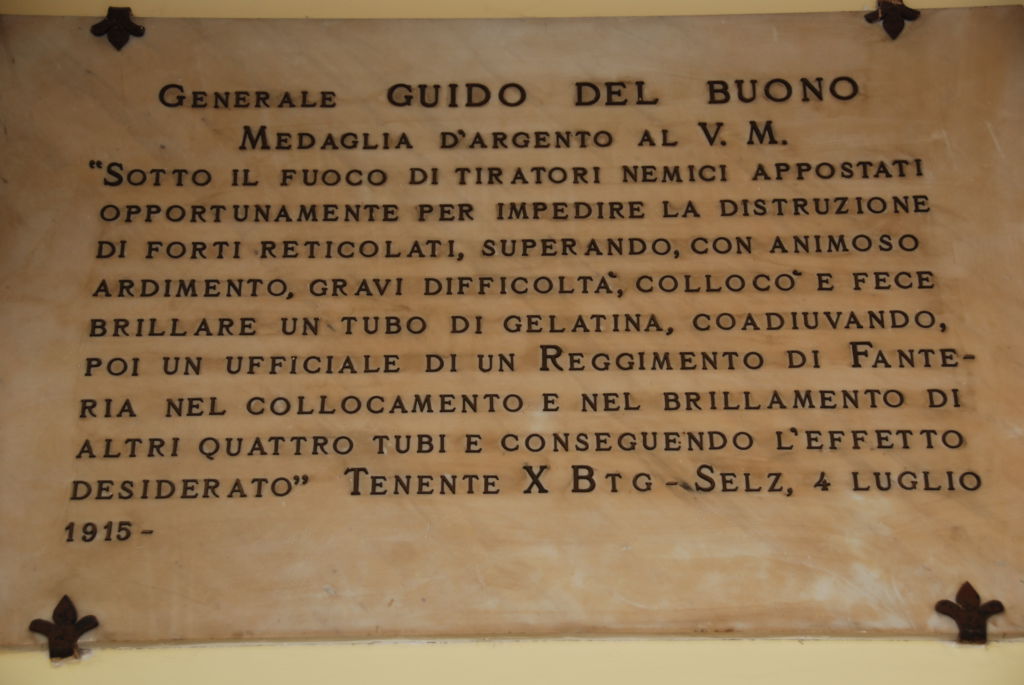 GENERALE GUIDO DEL BUONO
MEDAGLIA D'ARGENTO AL V. M.
"SOTTO IL FUOCO DI TIRATORI NEMICI APPOSTATI
OPPORTUNAMENTE PER IMPEDIRE LA DISTRUZIONE
DI FORTI RETICOLATI, SUPERANDO, CON ANIMOSO
ARDIMENTO, GRAVI DIFFICOLTÀ, COLLOCÒ E FECE
BRILLARE UN TUBO DI GELATINA, COADIUVANDO,
POI UN UFFICIALE DI UN REGGIMENTO DI FANTE-
RIA NEL COLLOCAMENTO E NEL BRILLAMENTO DI
ALTRI QUATTRO TUBI E CONSEGUENDO L'EFFETTO
DESIDERATO" TENENTE X BTG - SELZ, 4 LUGLIO
1915 -